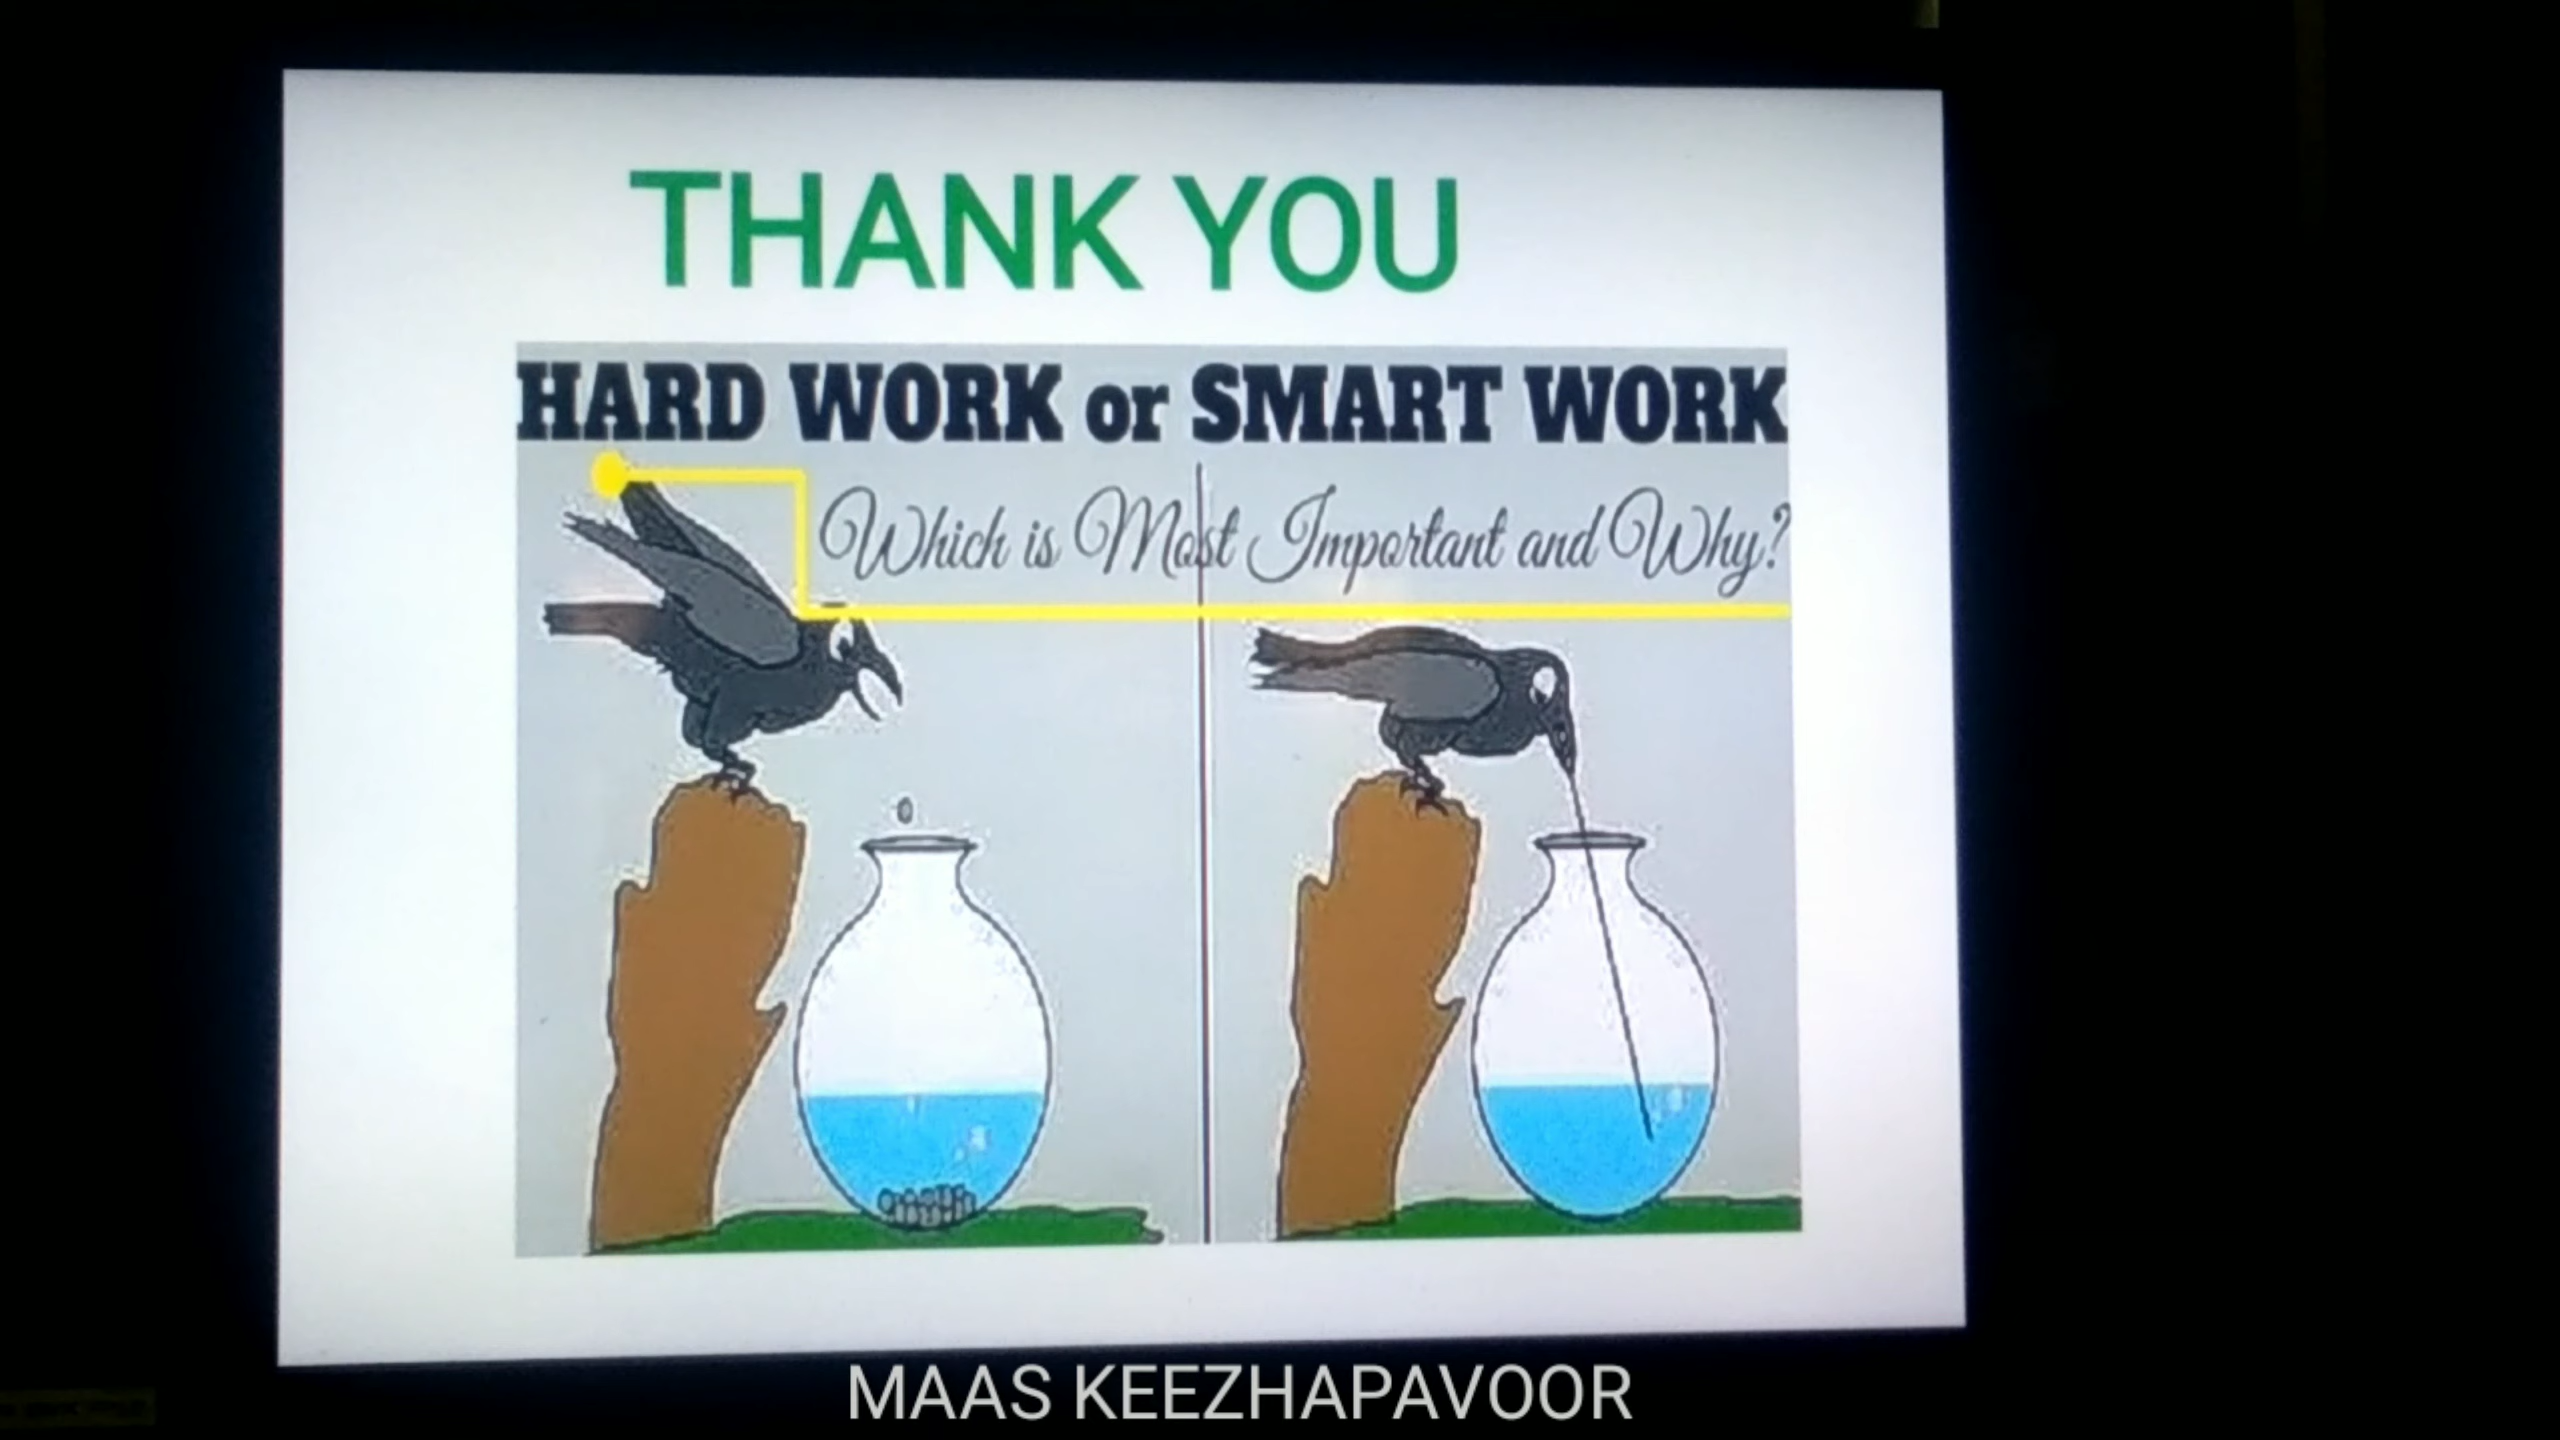 THANK YOU
HARD WORK or SMART WORK
Which is Most Important and Why?
MAAS KEEZHAPAVOOR